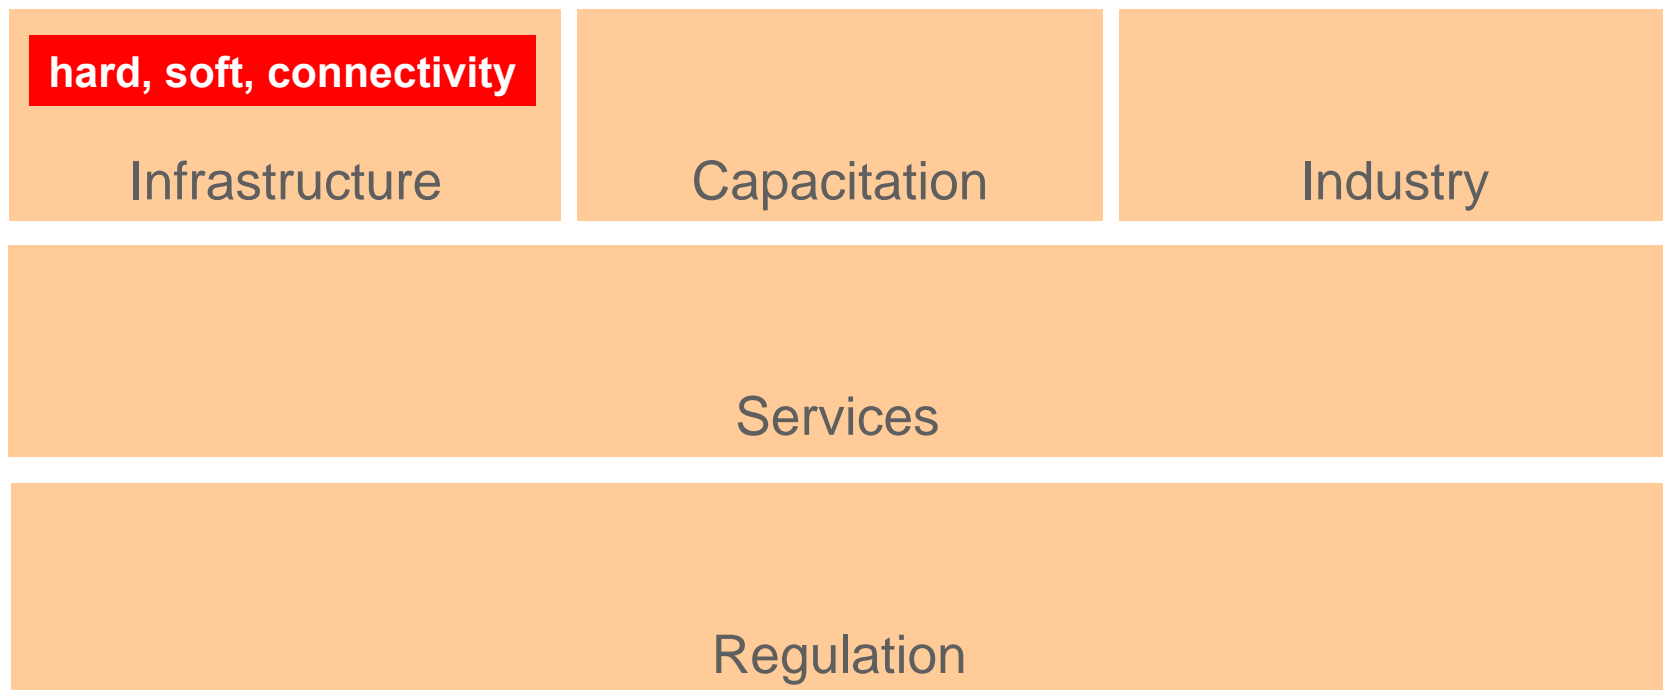 hard, soft, connectivity
Infrastructure
Capacitation
Industry
Services
Regulation